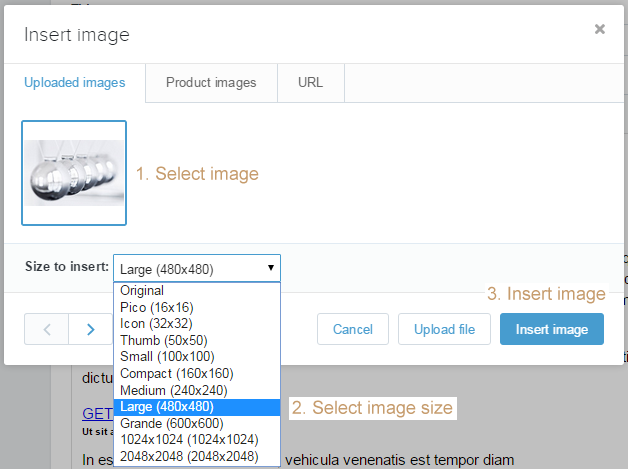 Insert image
×
Uploaded images
Product images
URL
1. Select image
Size to insert: Large (480x480)
Original
Pico (16x16)
Icon (32x32)
Thumb (50x50)
Small (100x100)
Compact (160x160)
Medium (240x240)
Large (480x480)
Grande (600x600)
1024x1024 (1024x1024)
2048x2048 (2048x2048)
2. Select image size
3. Insert image
Cancel
Upload file
Insert image
dictu
GET
Ut sit a
In es
vehicula venenatis est tempor diam